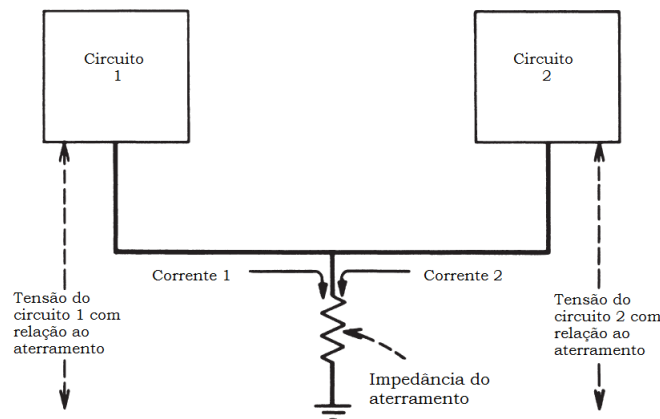 Circuito
1
Circuito
2
Corrente 1
Corrente 2
Tensão do
circuito 1 com
relação ao
aterramento
Tensão do
circuito 2 com
relação ao
aterramento
Impedância do
aterramento